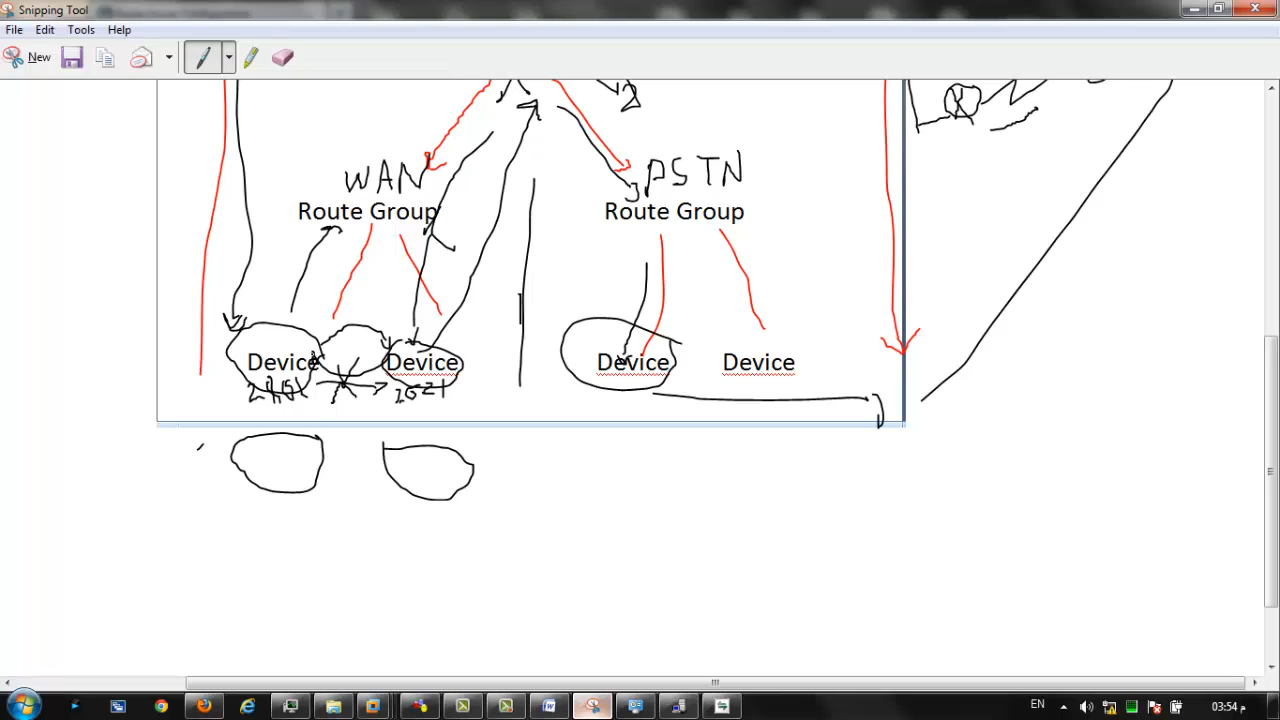 Snipping Tool
File Edit Tools Help
New
2
R
WAN
PSTN
Route Group
Route Group
Device
Device
Device
Device
EN
03:54 م